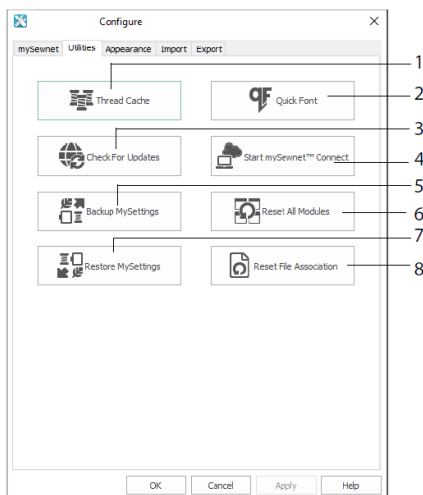 Configure
mySewnet Utilities Appearance Import Export
1
Thread Cache
qF Quick Font
2
3
Check For Updates
Start mySewnet™ Connect
4
5
Backup MySettings
Reset All Modules
6
7
Restore MySettings
Reset File Association
8
OK Cancel Apply Help